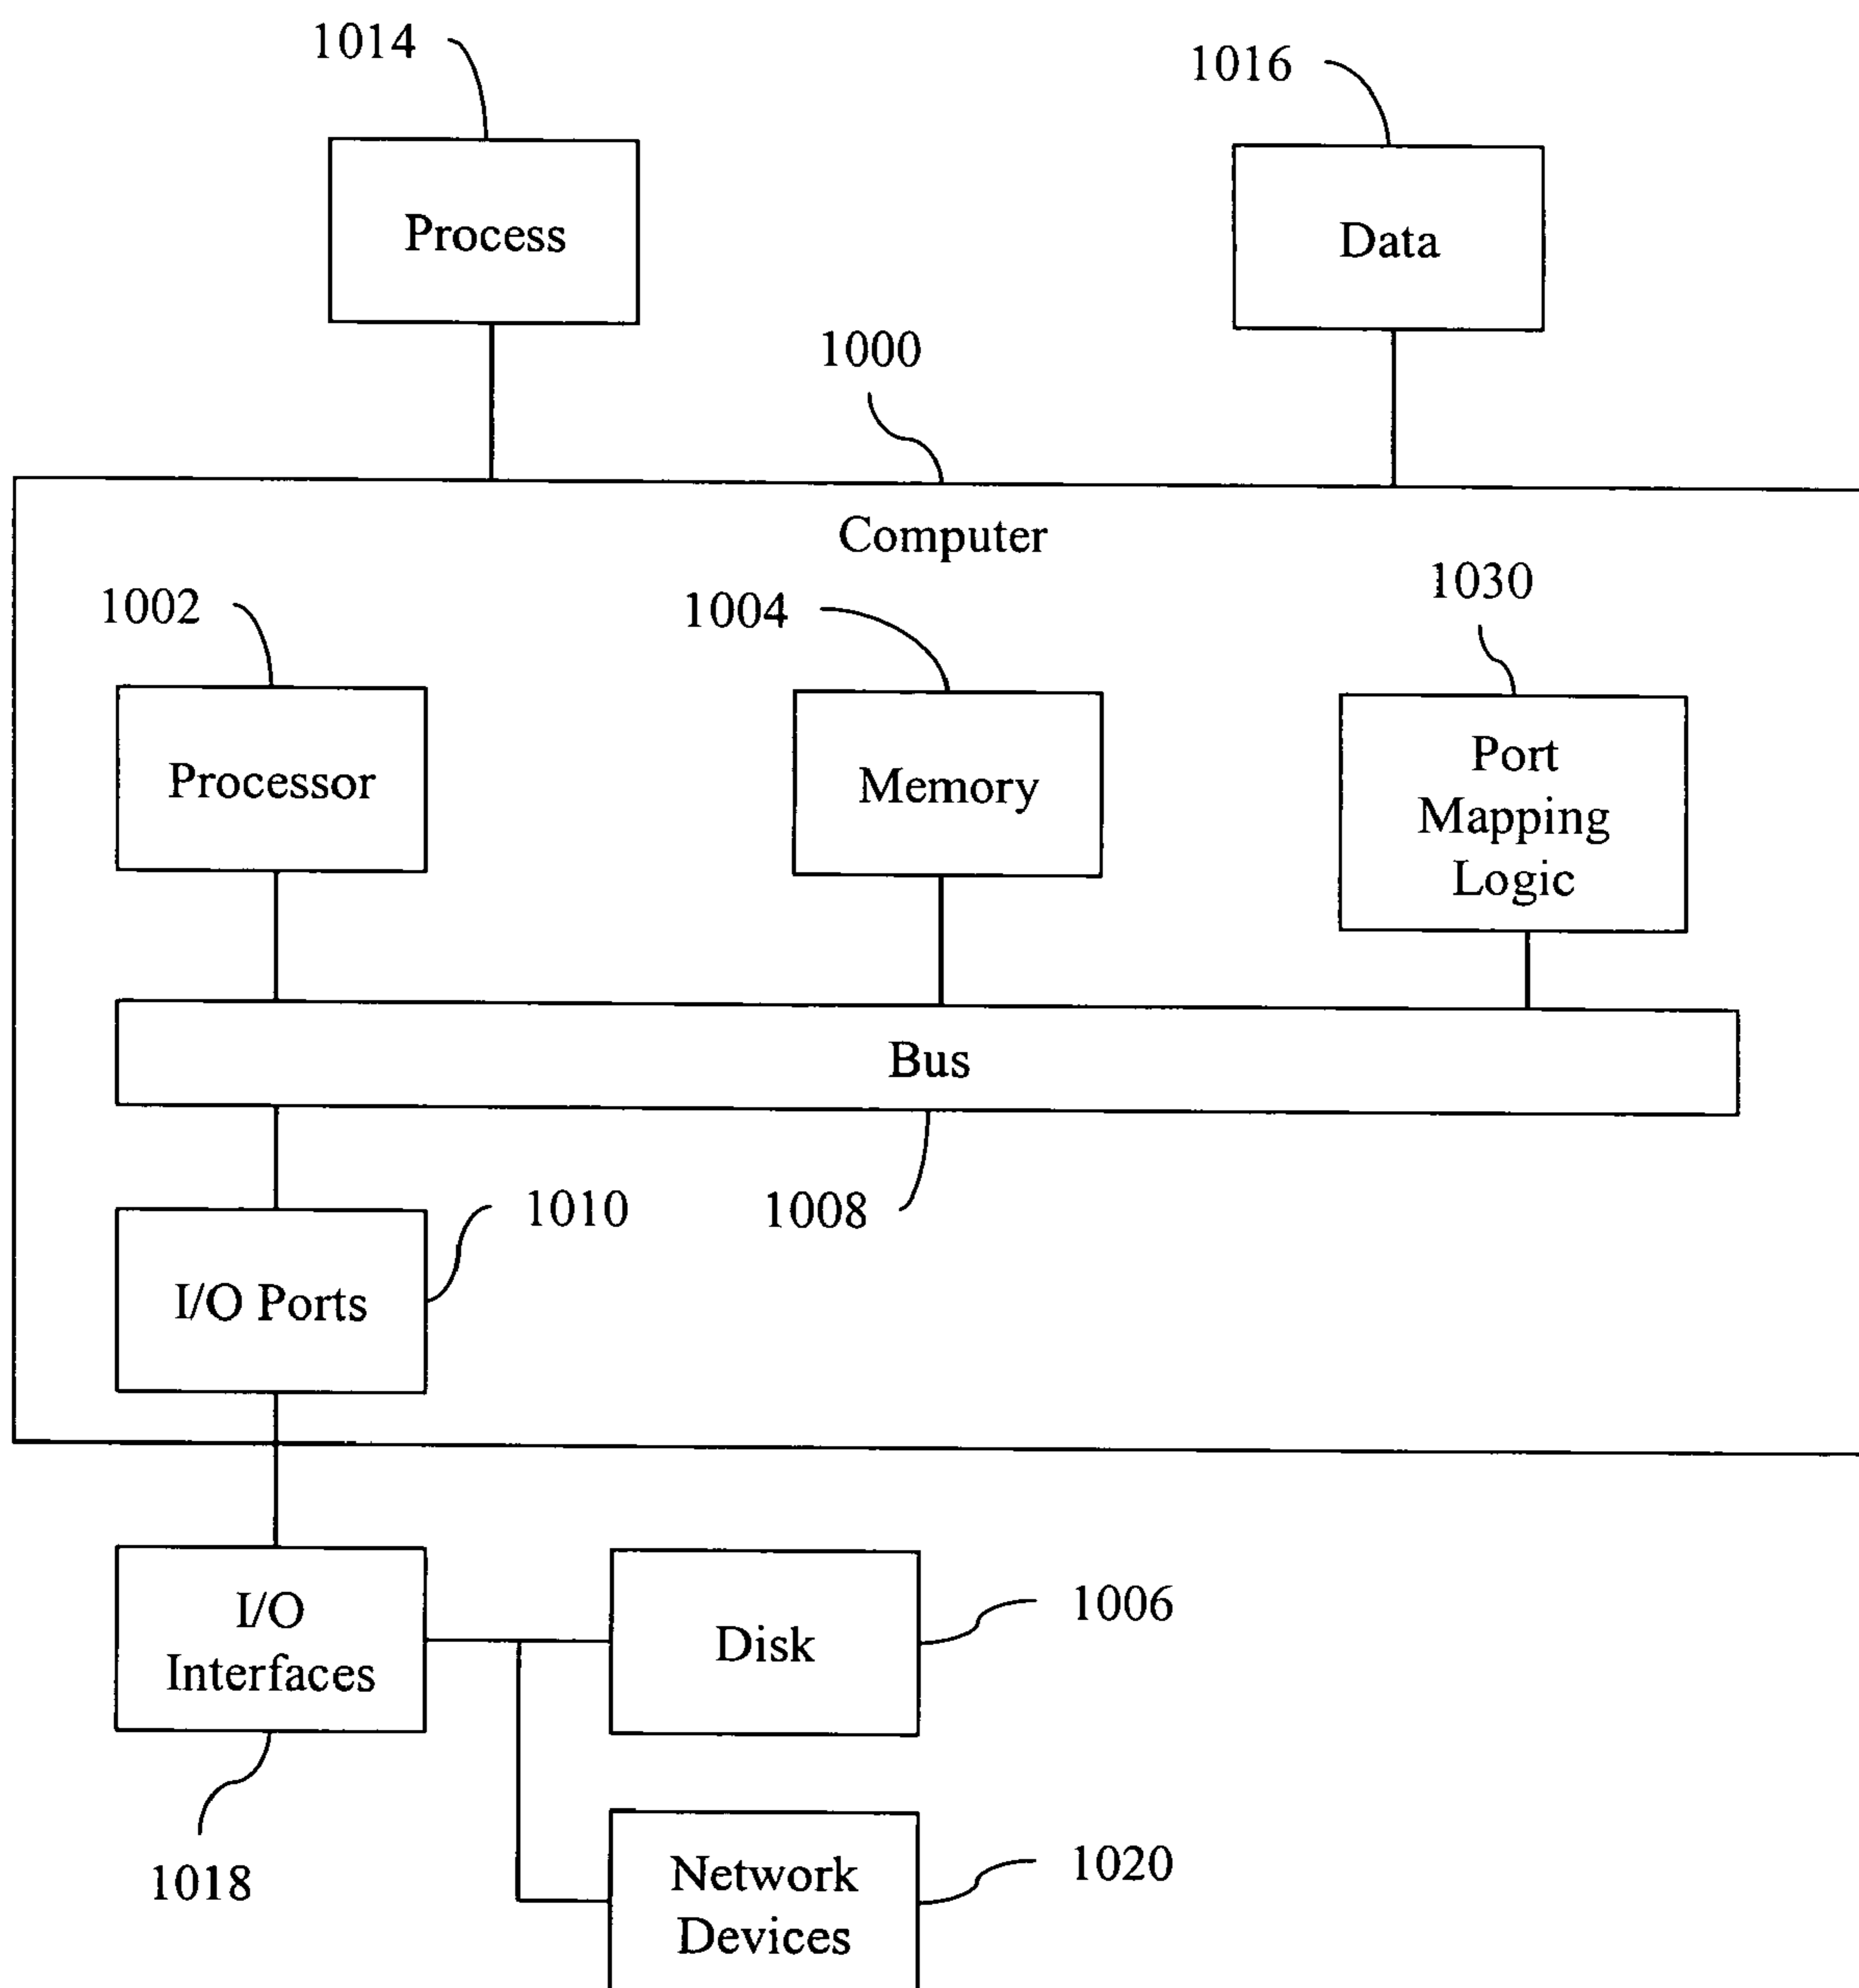 1014
1016
Process
Data
1000
Computer
1002
1004
1030
Processor
Memory
Port
Mapping
Logic
Bus
1010
1008
I/O Ports
I/O
Interfaces
Disk
1006
1018
Network
Devices
1020